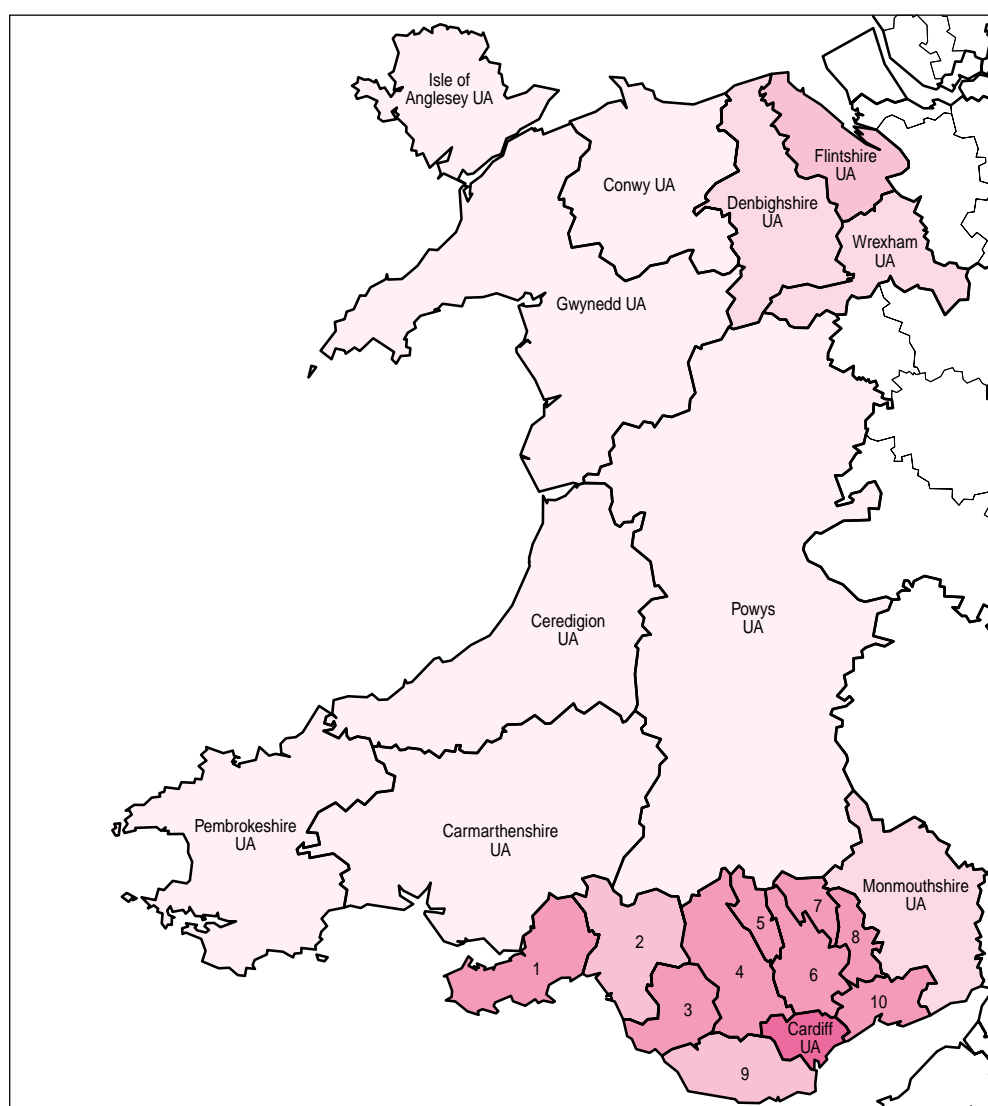 Isle of
Anglesey UA
Flintshire
UA
Conwy UA
Denbighshire
UA
Wrexham
UA
Gwynedd UA
Ceredigion
UA
Powys
UA
Pembrokeshire
UA
Carmarthenshire
UA
Monmouthshire
UA
1
2
3
4
5
6
7
8
10
Cardiff
UA
9